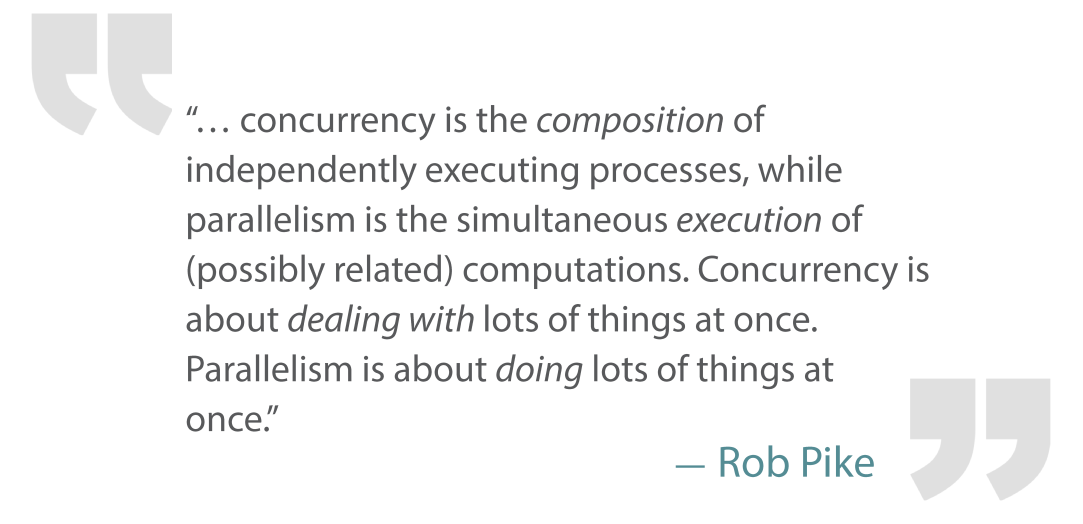 “… concurrency is the composition of
independently executing processes, while
parallelism is the simultaneous execution of
(possibly related) computations. Concurrency is
about dealing with lots of things at once.
Parallelism is about doing lots of things at
once.”
— Rob Pike